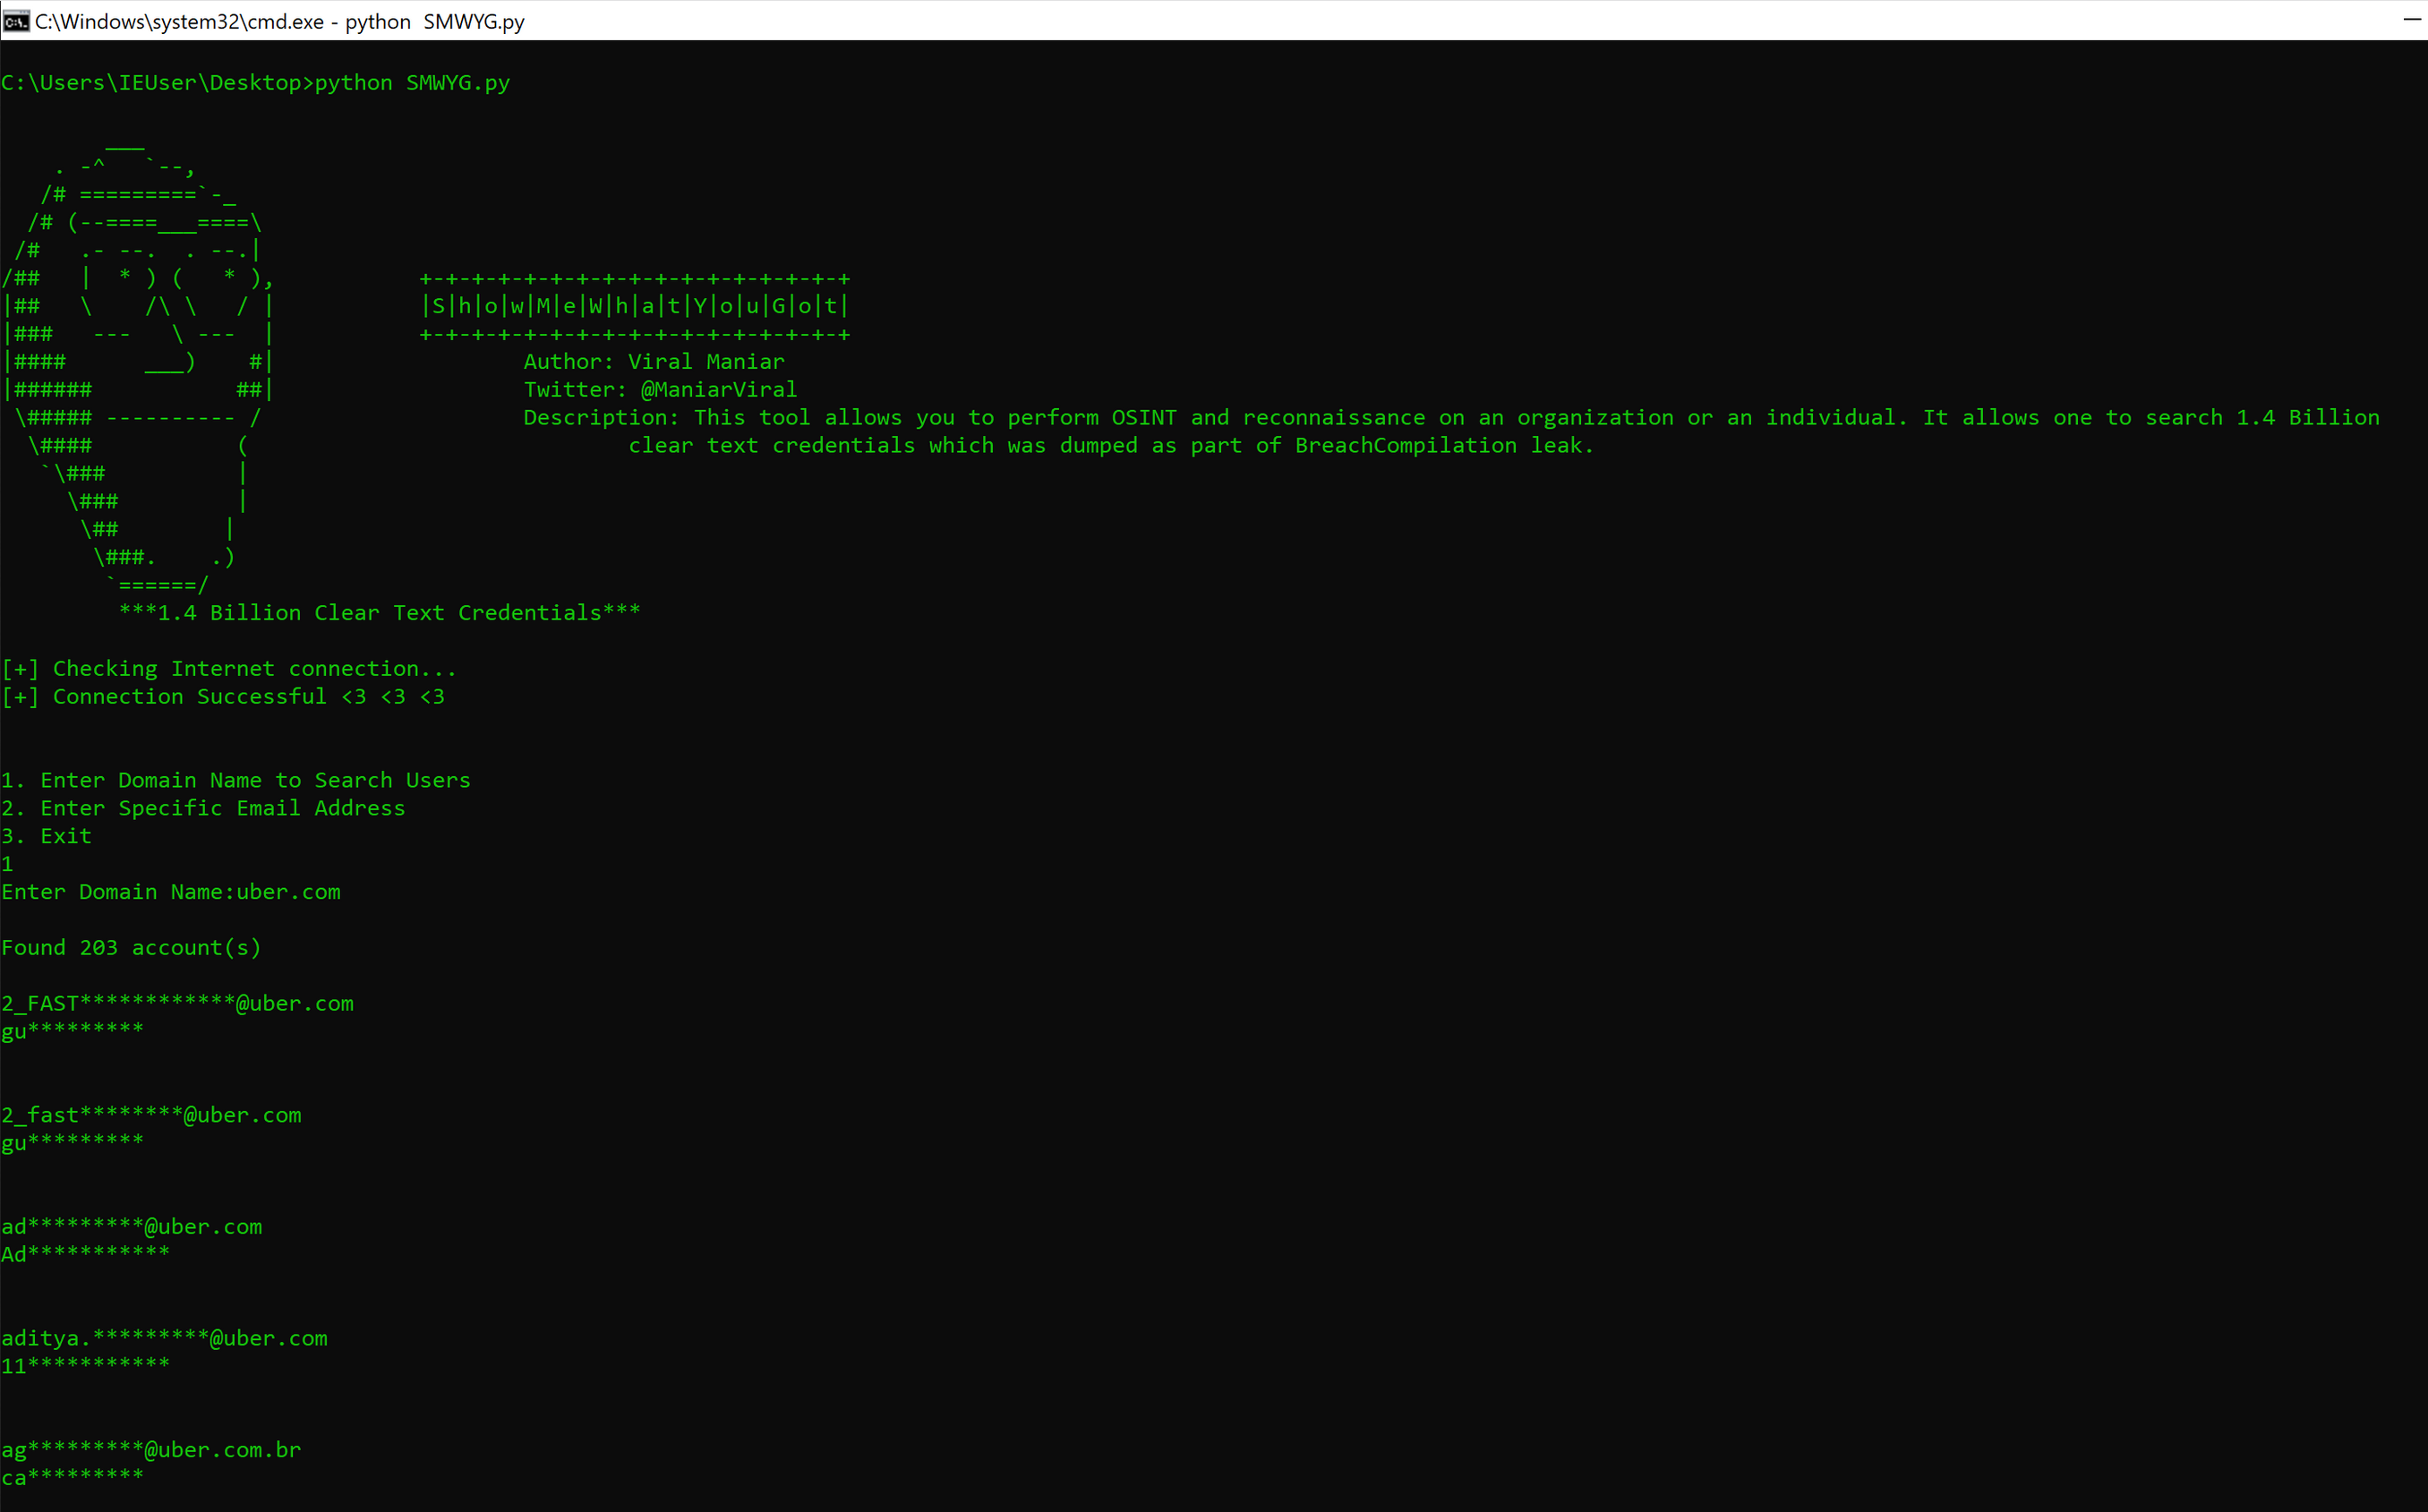 C:\Windows\system32\cmd.exe - python  SMWYG.py
C:\Users\IEUser\Desktop>python SMWYG.py
        ___
    . -^   `--,
   /# =========`-_
  /# (--====___====\
 /#   .- --.  . --.|
/##   |  * ) (   * ),           +-+-+-+-+-+-+-+-+-+-+-+-+-+-+-+-+
|##   \    /\ \   / |           |S|h|o|w|M|e|W|h|a|t|Y|o|u|G|o|t|
|###   ---   \ ---  |           +-+-+-+-+-+-+-+-+-+-+-+-+-+-+-+-+
|####      ___)    #|                   Author: Viral Maniar
|######           ##|                   Twitter: @ManiarViral
 \##### ---------- /                    Description: This tool allows you to perform OSINT and reconnaissance on an organization or an individual. It allows one to search 1.4 Billion
  \####           (                             clear text credentials which was dumped as part of BreachCompilation leak.
   `\###          |
     \###         |
      \##        |
       \###.    .)
        `======/
         ***1.4 Billion Clear Text Credentials***
[+] Checking Internet connection...
[+] Connection Successful <3 <3 <3
1. Enter Domain Name to Search Users
2. Enter Specific Email Address
3. Exit
1
Enter Domain Name:uber.com
Found 203 account(s)
2_FAST************@uber.com
gu*********
2_fast********@uber.com
gu*********
ad*********@uber.com
Ad***********
aditya.*********@uber.com
11***********
ag*********@uber.com.br
ca*********